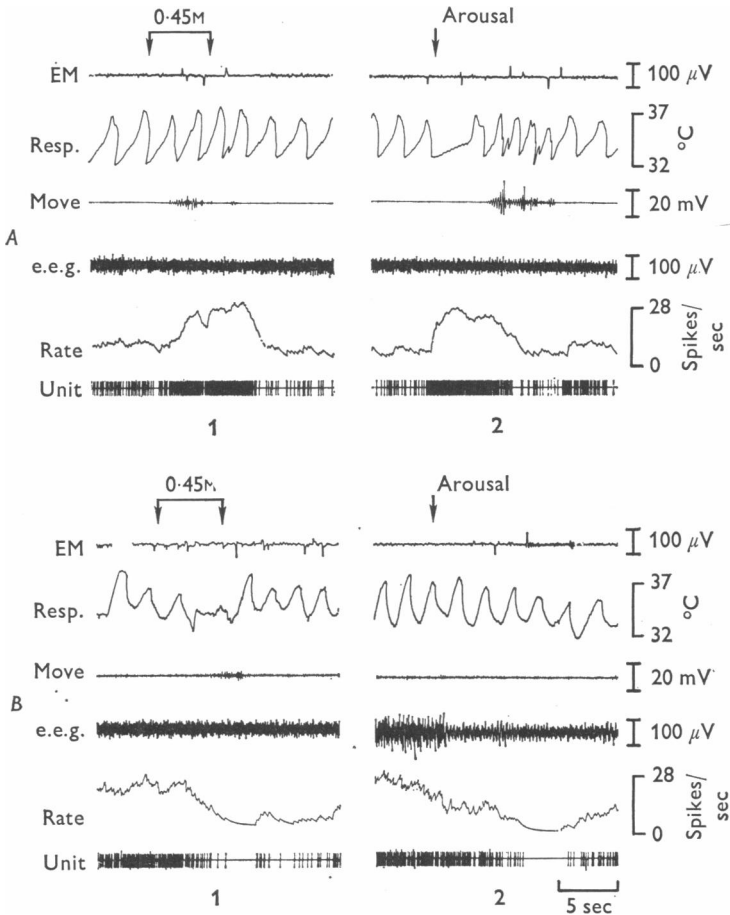 0·45M Arousal
EM 100 μV
Resp. 37 °C 32
Move 20 mV
A
e.e.g. 100 μV
Rate 28 Spikes/sec 0
Unit
1 2
0·45M Arousal
EM 100 μV
Resp. 37 °C 32
Move 20 mV
B
e.e.g. 100 μV
Rate 28 Spikes/sec 0
Unit
1 2 5 sec